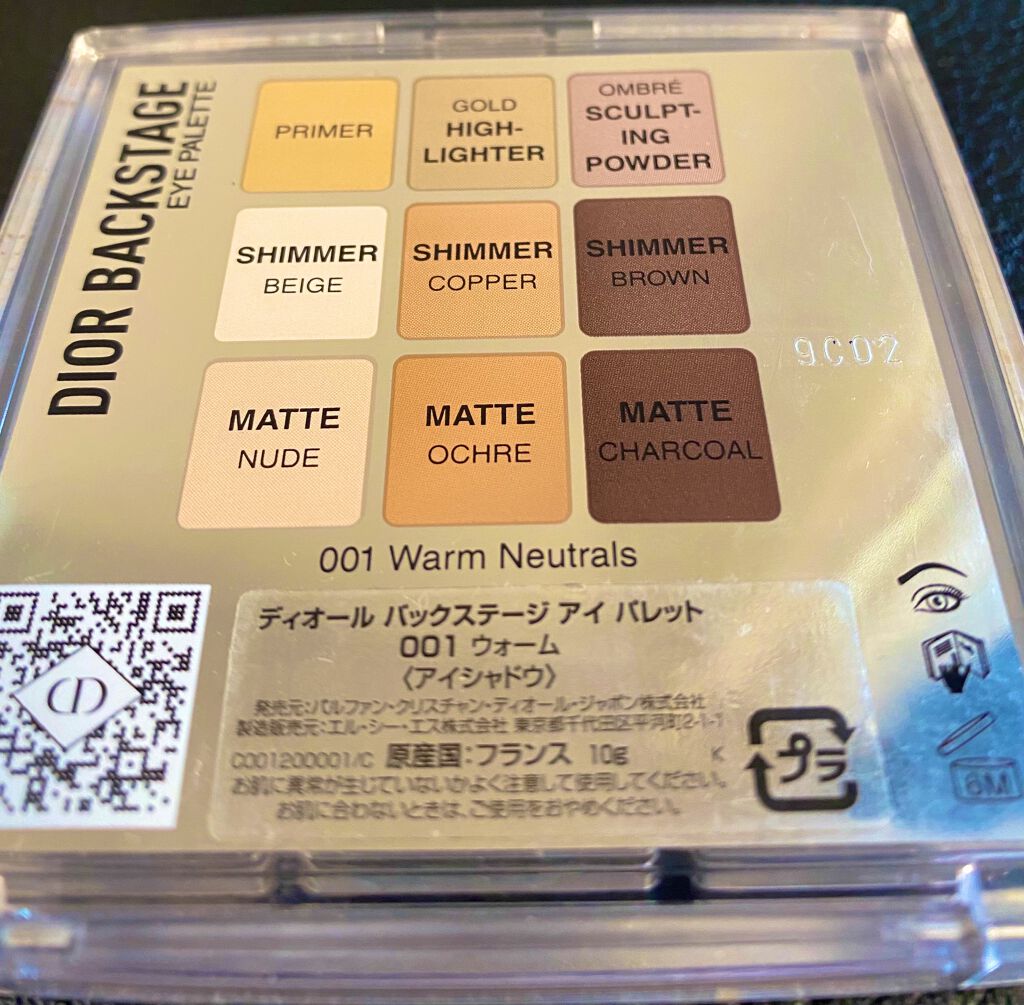 DIOR BACKSTAGE
EYE PALETTE
PRIMER
GOLD
HIGH-
LIGHTER
OMBRÉ
SCULPT-
ING
POWDER
SHIMMER
BEIGE
SHIMMER
COPPER
SHIMMER
BROWN
MATTE
NUDE
MATTE
OCHRE
MATTE
CHARCOAL
9C02
001 Warm Neutrals
CD
ディオール バックステージ アイ パレット
001 ウォーム
〈アイシャドウ〉
発売元:パルファン・クリスチャン・ディオール・ジャポン株式会社
製造販売元:エル・シー・エス株式会社 東京都千代田区平河町2-1-1
C001200001/C 原産国:フランス 10g K
お肌に異常が生じていないかよく注意して使用してください。
お肌に合わないときは、ご使用をおやめください。
プラ
6M